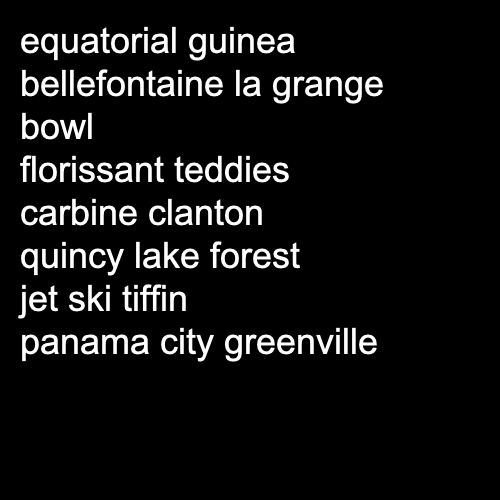 equatorial guinea
bellefontaine la grange
bowl
florissant teddies
carbine clanton
quincy lake forest
jet ski tiffin
panama city greenville